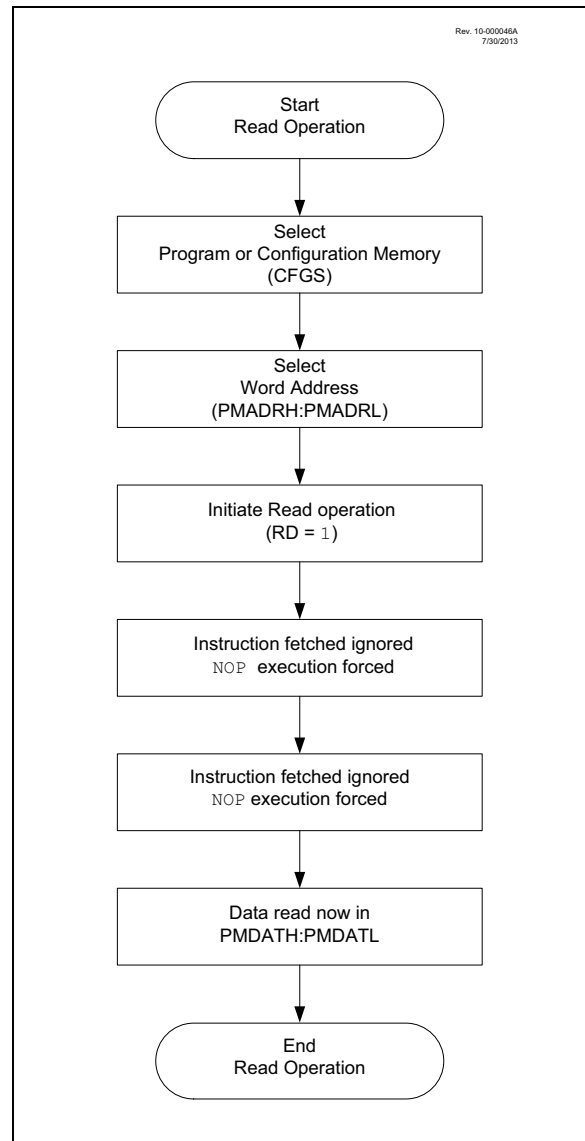 Rev. 10-000046A
7/30/2013
Start
Read Operation
Select
Program or Configuration Memory
(CFGS)
Select
Word Address
(PMADRH:PMADRL)
Initiate Read operation
(RD = 1)
Instruction fetched ignored
NOP execution forced
Instruction fetched ignored
NOP execution forced
Data read now in
PMDATH:PMDATL
End
Read Operation